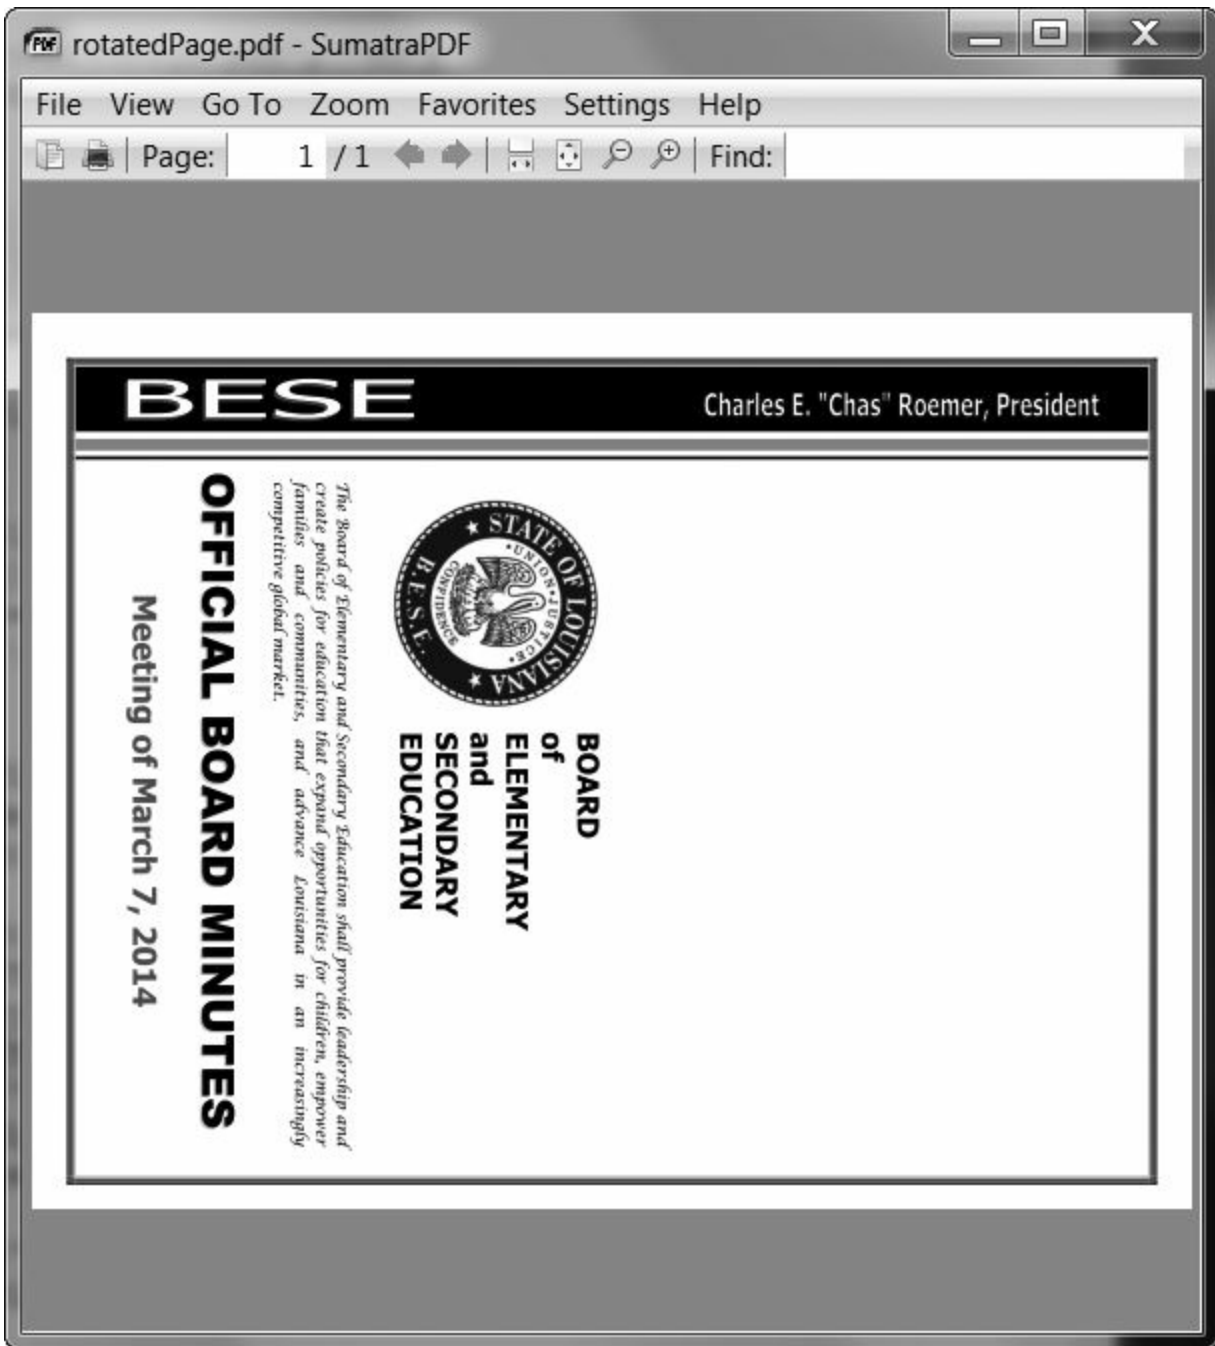 rotatedPage.pdf - SumatraPDF
File View Go To Zoom Favorites Settings Help
Page: 1 / 1 Find:
BESE
Charles E. "Chas" Roemer, President
STATE OF LOUISIANA
B.E.S.E.
UNION JUSTICE
CONFIDENCE
BOARD
of
ELEMENTARY
and
SECONDARY
EDUCATION
The Board of Elementary and Secondary Education shall provide leadership and
create policies for education that expand opportunities for children, empower
families and communities, and advance Louisiana in an increasingly
competitive global market.
OFFICIAL BOARD MINUTES
Meeting of March 7, 2014